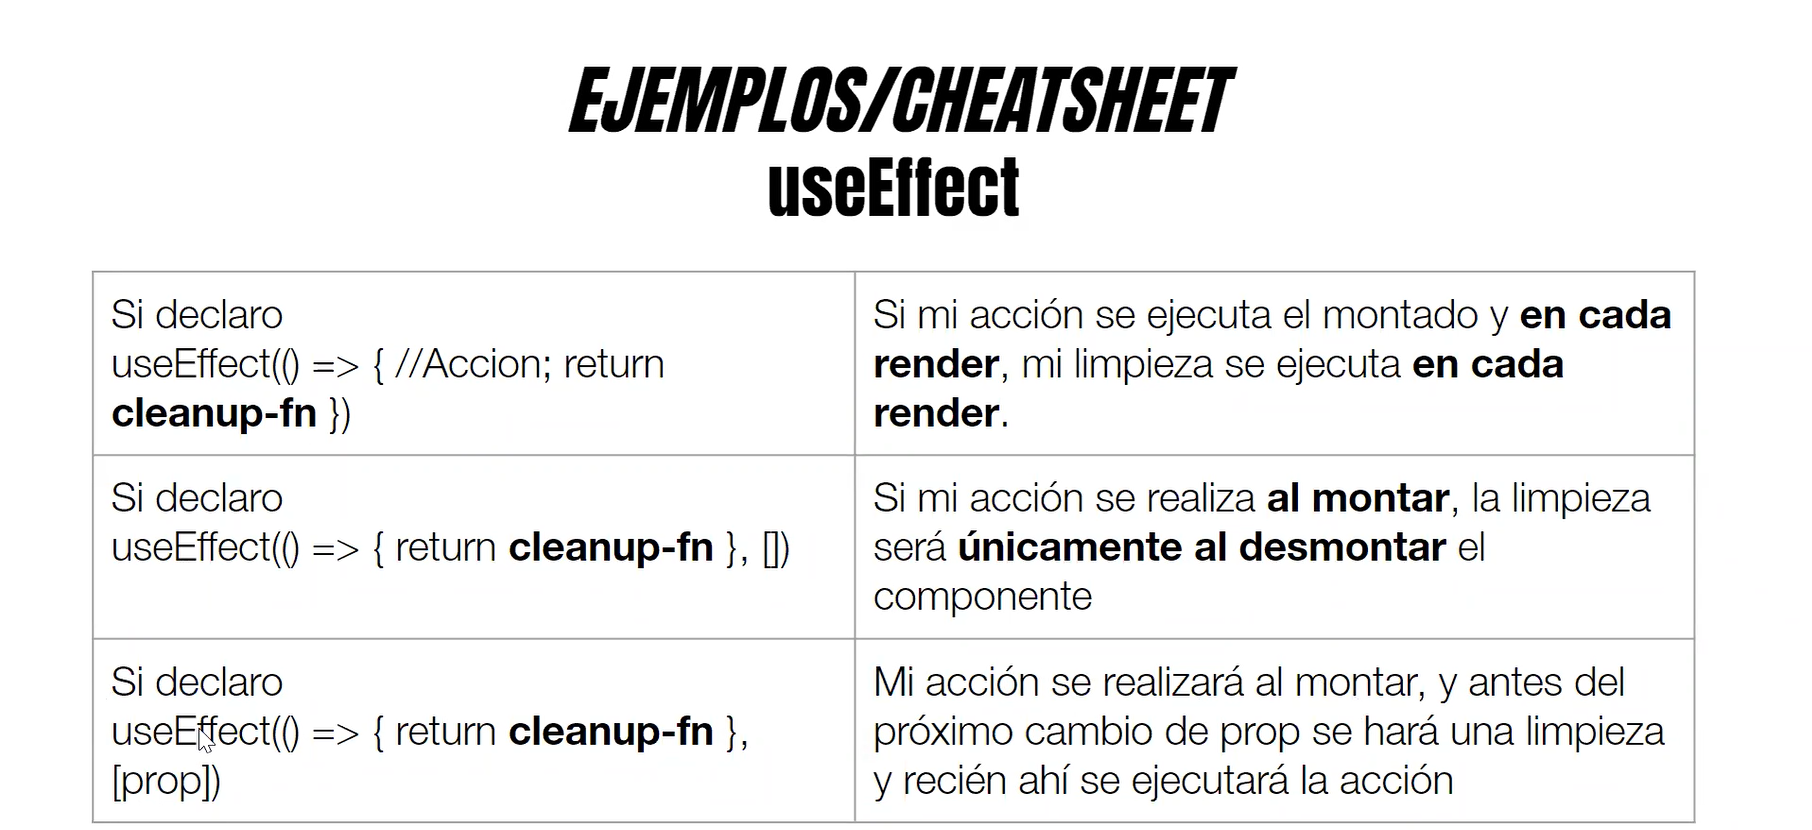 EJEMPLOS/CHEATSHEET
useEffect
Si declaro
useEffect(() => { //Accion; return
cleanup-fn })
Si mi acción se ejecuta el montado y en cada
render, mi limpieza se ejecuta en cada
render.
Si declaro
useEffect(() => { return cleanup-fn }, [])
Si mi acción se realiza al montar, la limpieza
será únicamente al desmontar el
componente
Si declaro
useEffect(() => { return cleanup-fn },
[prop])
Mi acción se realizará al montar, y antes del
próximo cambio de prop se hará una limpieza
y recién ahí se ejecutará la acción